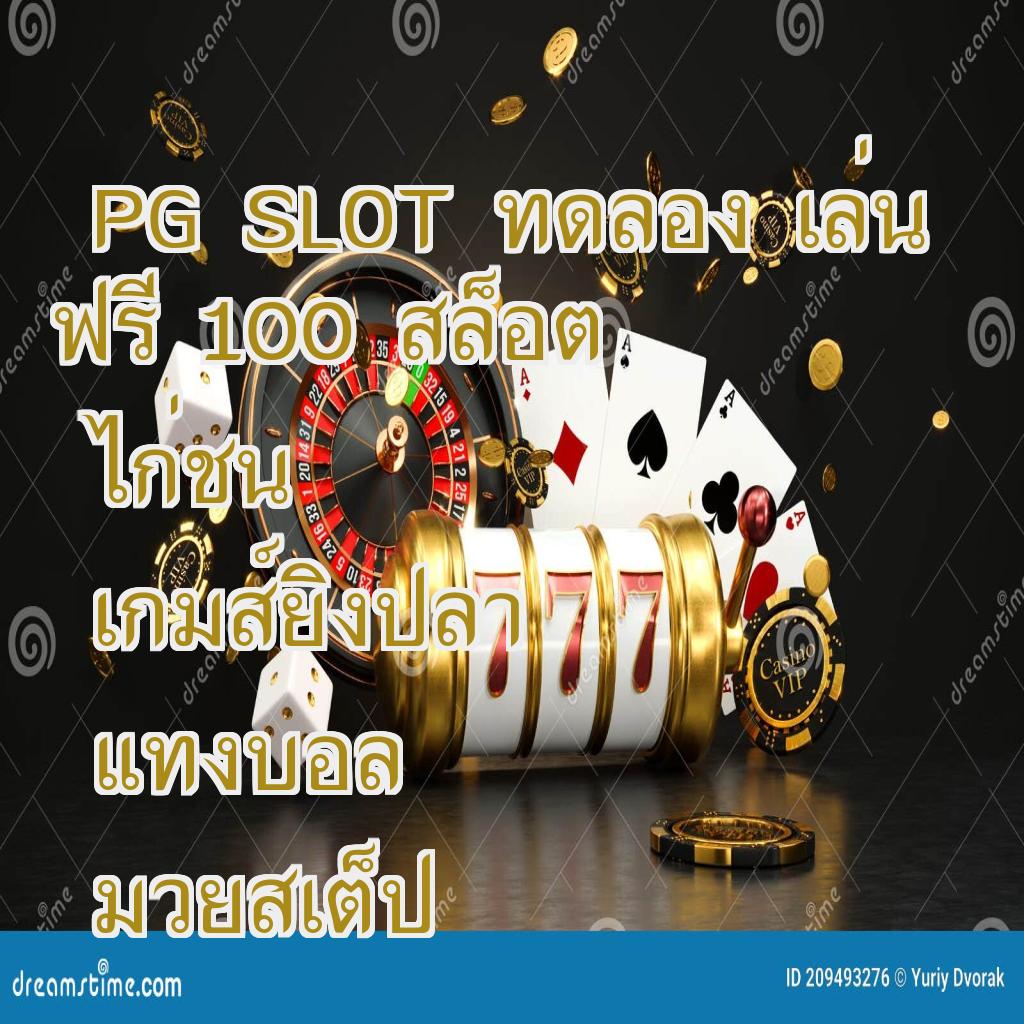 PG SLOT ทดลอง เล่น
ฟรี 100 สล็อต
ไก่ชน
เกมส์ยิงปลา
แทงบอล
มวยสเต็ป
777
Casino
VIP
dreamstime.com
ID 209493276 © Yuriy Dvorak